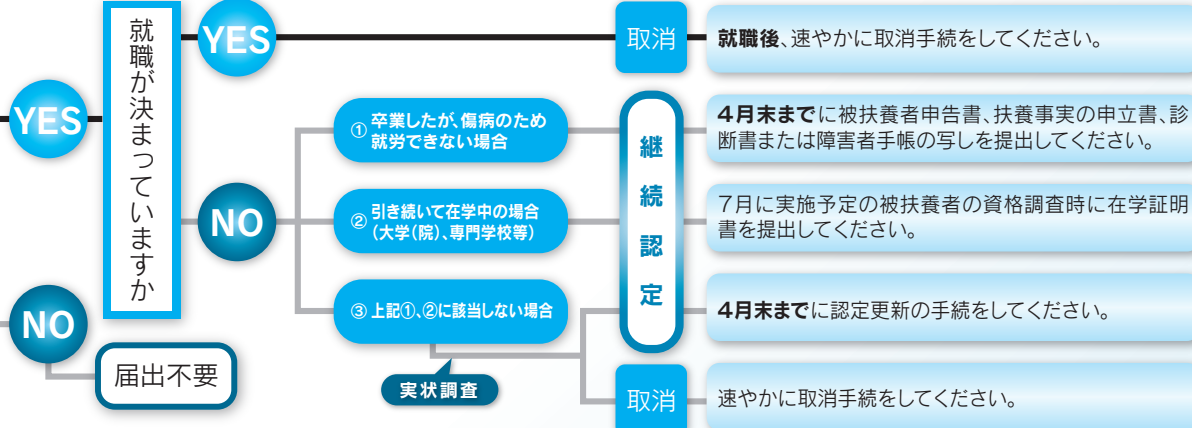 YES
NO
届出不要
就職が決まっていますか
YES
取消
就職後、速やかに取消手続をしてください。
NO
①卒業したが、傷病のため
就労できない場合
②引き続いて在学中の場合
(大学(院)、専門学校等)
③上記①、②に該当しない場合
実状調査
継続認定
4月末までに被扶養者申告書、扶養事実の申立書、診
断書または障害者手帳の写しを提出してください。
7月に実施予定の被扶養者の資格調査時に在学証明
書を提出してください。
4月末までに認定更新の手続をしてください。
取消
速やかに取消手続をしてください。